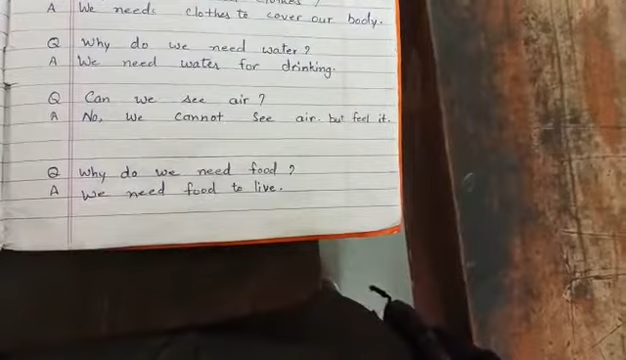 A We needs clothes to cover our body.
Q Why do we need water?
A We need water for drinking.
Q Can we see air?
A No, we cannot see air. but feel it.
Q Why do we need food?
A We need food to live.